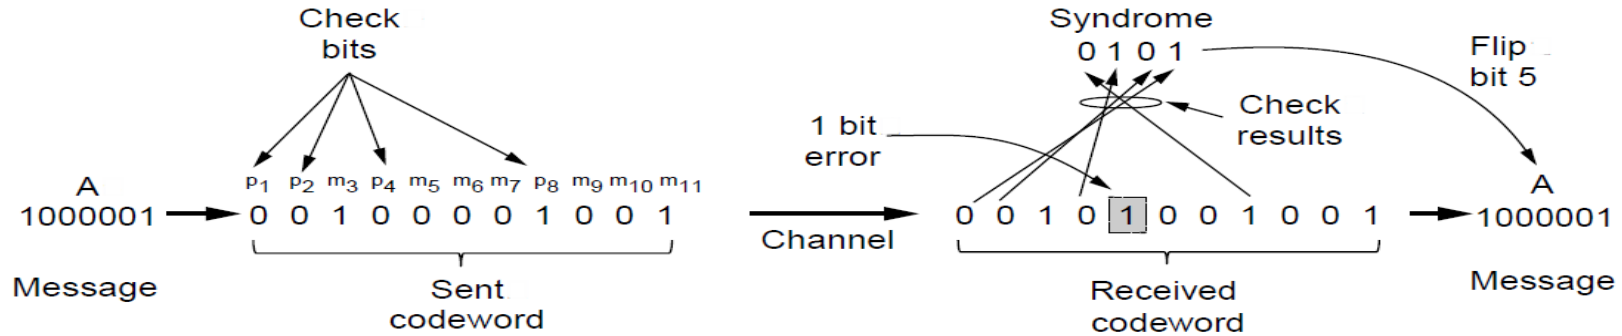 Check
bits
A
1000001
Message
p1 p2 m3 p4 m5 m6 m7 p8 m9 m10 m11
0 0 1 0 0 0 0 1 0 0 1
Sent
codeword
Channel
1 bit
error
Syndrome
0 1 0 1
Check
results
0 0 1 0 1 0 0 1 0 0 1
Received
codeword
Flip
bit 5
A
1000001
Message